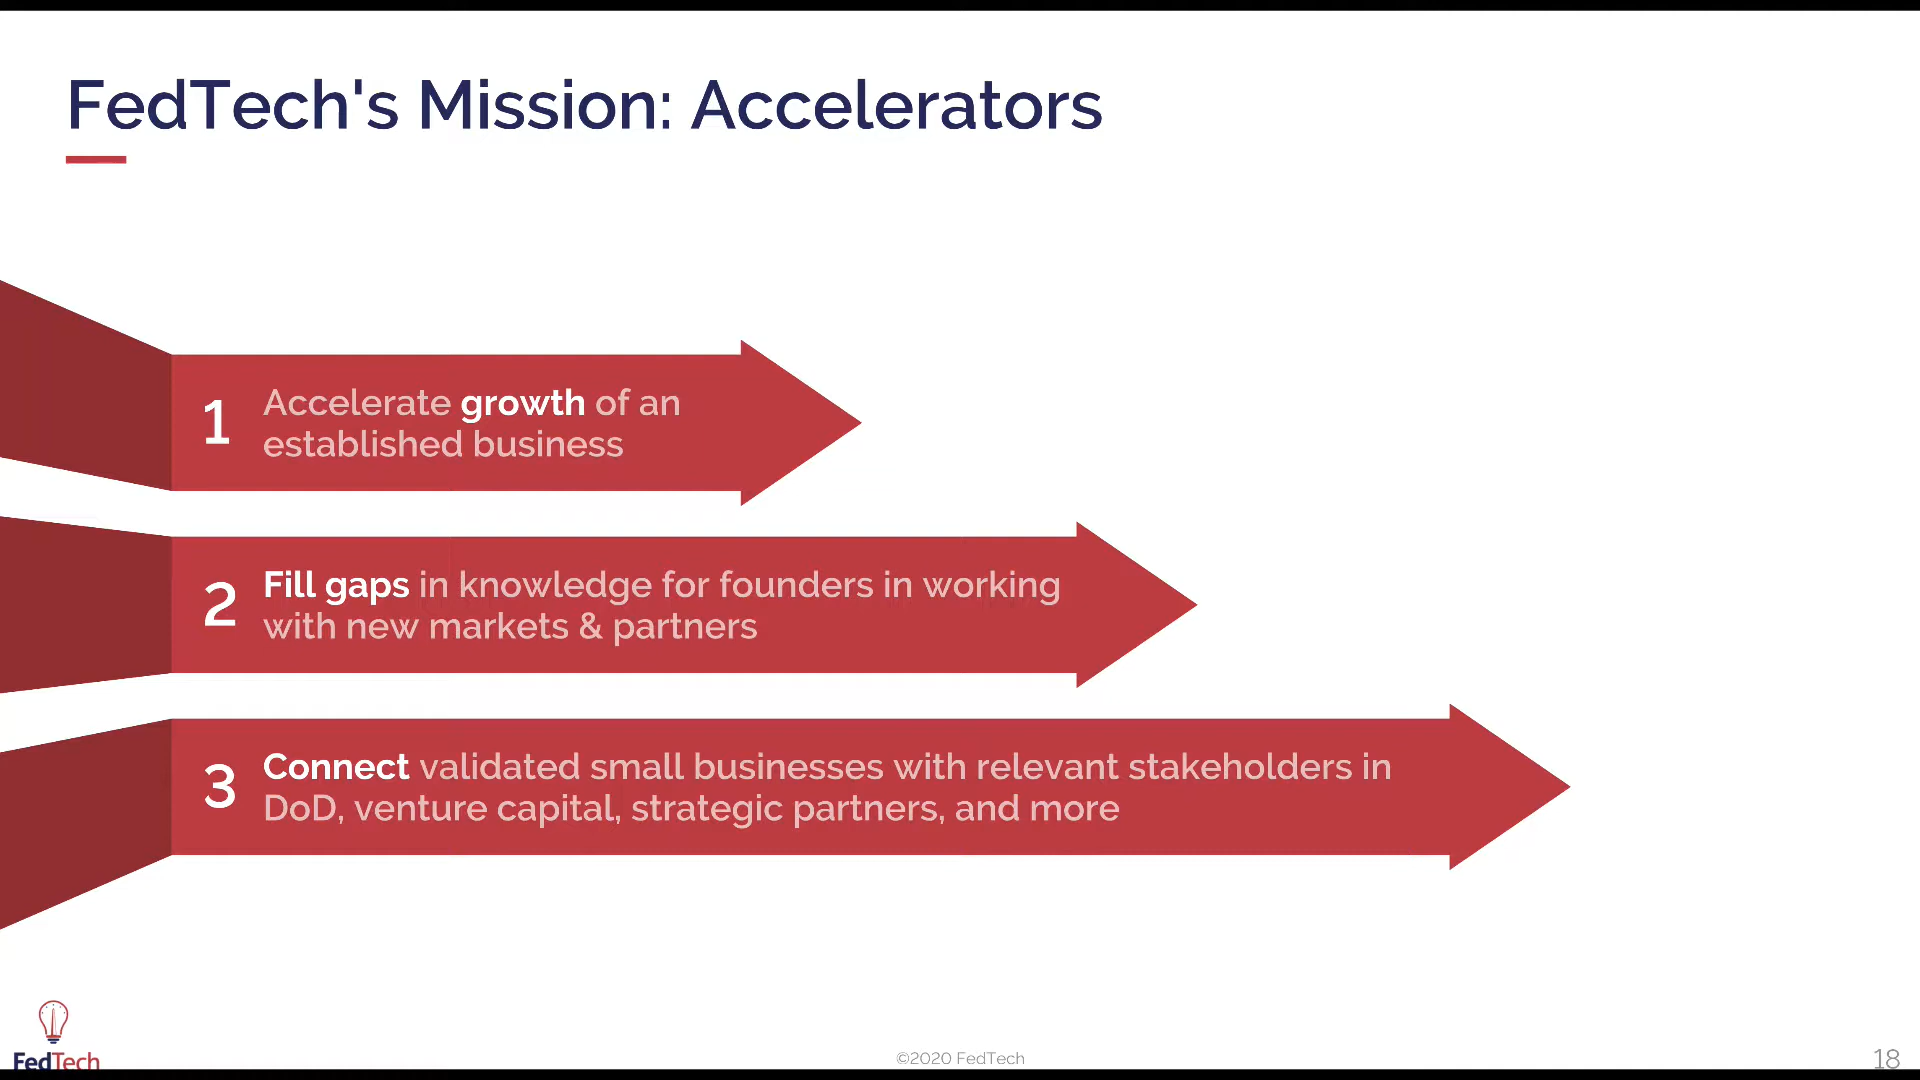 FedTech's Mission: Accelerators
1
Accelerate growth of an
established business
2
Fill gaps in knowledge for founders in working
with new markets & partners
3
Connect validated small businesses with relevant stakeholders in
DoD, venture capital, strategic partners, and more
FedTech
©2020 FedTech
18